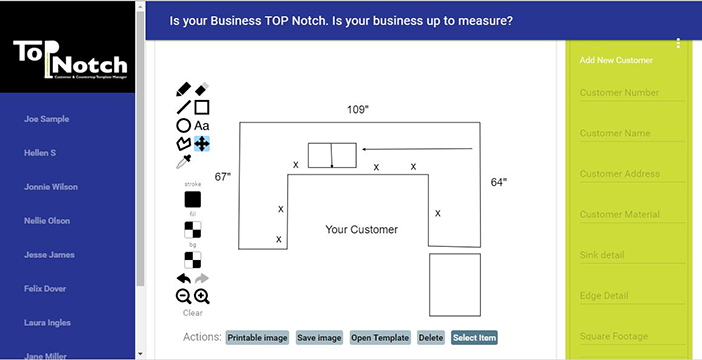 Is your Business TOP Notch. Is your business up to measure?
TOP Notch
Customer & Countertop Template Manager
Joe Sample
Hellen S
Jonnie Wilson
Nellie Olson
Jesse James
Felix Dover
Laura Ingles
Jane Miller
Aa
stroke
fill
bg
Clear
109"
67"
64"
x
x
x
x
x
x
Your Customer
Actions:
Printable image
Save image
Open Template
Delete
Select Item
Add New Customer
Customer Number
Customer Name
Customer Address
Customer Material
Sink detail
Edge Detail
Square Footage